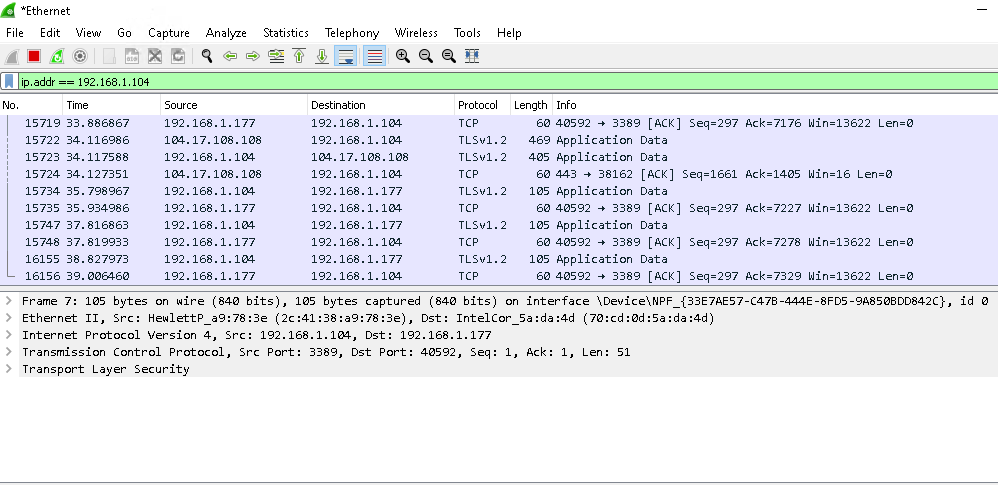 *Ethernet
File Edit View Go Capture Analyze Statistics Telephony Wireless Tools Help
ip.addr == 192.168.1.104
No. Time Source Destination Protocol Length Info
15719 33.886867 192.168.1.177 192.168.1.104 TCP 60 40592 → 3389 [ACK] Seq=297 Ack=7176 Win=13622 Len=0
15722 34.116986 104.17.108.108 192.168.1.104 TLSv1.2 469 Application Data
15723 34.117588 192.168.1.104 104.17.108.108 TLSv1.2 405 Application Data
15724 34.127351 104.17.108.108 192.168.1.104 TCP 60 443 → 38162 [ACK] Seq=1661 Ack=1405 Win=16 Len=0
15734 35.798967 192.168.1.104 192.168.1.177 TLSv1.2 105 Application Data
15735 35.934986 192.168.1.177 192.168.1.104 TCP 60 40592 → 3389 [ACK] Seq=297 Ack=7227 Win=13622 Len=0
15747 37.816863 192.168.1.104 192.168.1.177 TLSv1.2 105 Application Data
15748 37.819933 192.168.1.177 192.168.1.104 TCP 60 40592 → 3389 [ACK] Seq=297 Ack=7278 Win=13622 Len=0
16155 38.827973 192.168.1.104 192.168.1.177 TLSv1.2 105 Application Data
16156 39.006460 192.168.1.177 192.168.1.104 TCP 60 40592 → 3389 [ACK] Seq=297 Ack=7329 Win=13622 Len=0
Frame 7: 105 bytes on wire (840 bits), 105 bytes captured (840 bits) on interface \Device\NPF_{33E7AE57-C47B-444E-8FD5-9A850BDD842C}, id 0
Ethernet II, Src: HewlettP_a9:78:3e (2c:41:38:a9:78:3e), Dst: IntelCor_5a:da:4d (70:cd:0d:5a:da:4d)
Internet Protocol Version 4, Src: 192.168.1.104, Dst: 192.168.1.177
Transmission Control Protocol, Src Port: 3389, Dst Port: 40592, Seq: 1, Ack: 1, Len: 51
Transport Layer Security